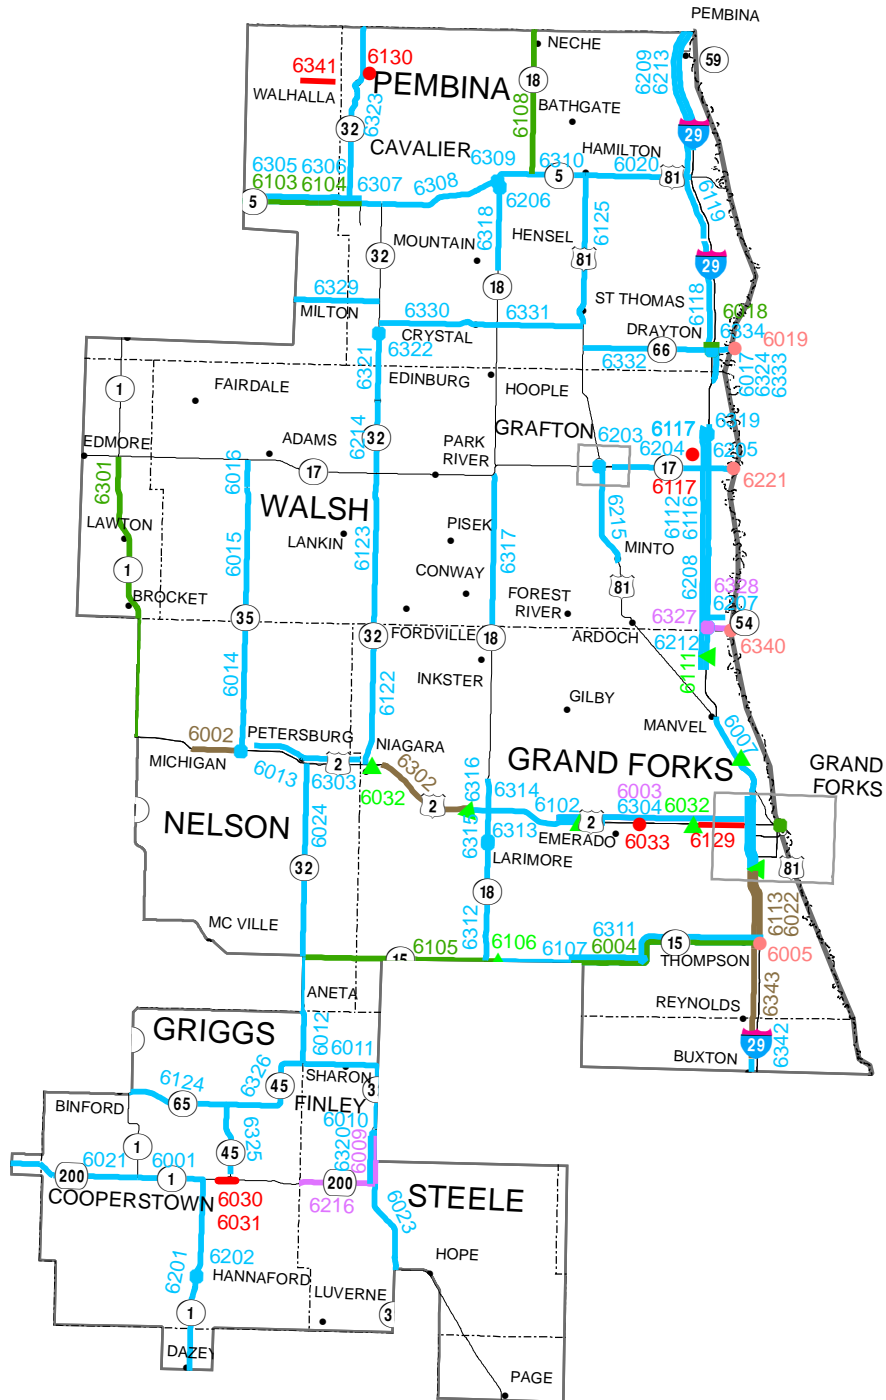 PEMBINA
NECHE
59
6341
6130
PEMBINA
6209
6213
WALHALLA
18
6323
6108
BATHGATE
32
29
CAVALIER
HAMILTON
6305
6306
6309
6310
6020
81
6103
6104
6307
6308
5
5
6206
6119
6318
6125
MOUNTAIN
HENSEL
32
81
29
18
6329
MILTON
ST THOMAS
6118
6018
6330
6331
DRAYTON
6334
6019
CRYSTAL
6322
6321
66
6332
6017
6324
6333
1
FAIRDALE
EDINBURG
HOOPLE
GRAFTON
6117
6319
EDMORE
ADAMS
6214
32
PARK
RIVER
6203
6204
6205
6016
17
17
6221
6301
6117
WALSH
6215
6112
6116
LAWTON
LANKIN
PISEK
MINTO
6015
6123
6317
1
CONWAY
81
6208
BROCKET
FOREST
RIVER
6328
6207
35
32
FORDVILLE
18
ARDOCH
6327
54
6212
6340
6014
INKSTER
6111
6122
GILBY
MANVEL
6007
6002
PETERSBURG
NIAGARA
MICHIGAN
6013
6303
2
6302
GRAND FORKS
GRAND
FORKS
6032
6316
6314
6003
6024
2
6102
6304
6032
NELSON
6315
6313
2
EMERADO
6033
6129
LARIMORE
81
32
18
MC VILLE
6312
6113
6022
6105
6106
6107
6311
6004
15
15
THOMPSON
6005
ANETA
REYNOLDS
6343
GRIGGS
6012
6011
29
6342
BUXTON
6124
6326
SHARON
45
3
BINFORD
65
FINLEY
6010
6325
1
45
6320
6009
6021
6001
200
1
200
COOPERSTOWN
6030
6031
6216
STEELE
6023
6202
HOPE
6201
HANNAFORD
LUVERNE
1
3
DAZEY
PAGE